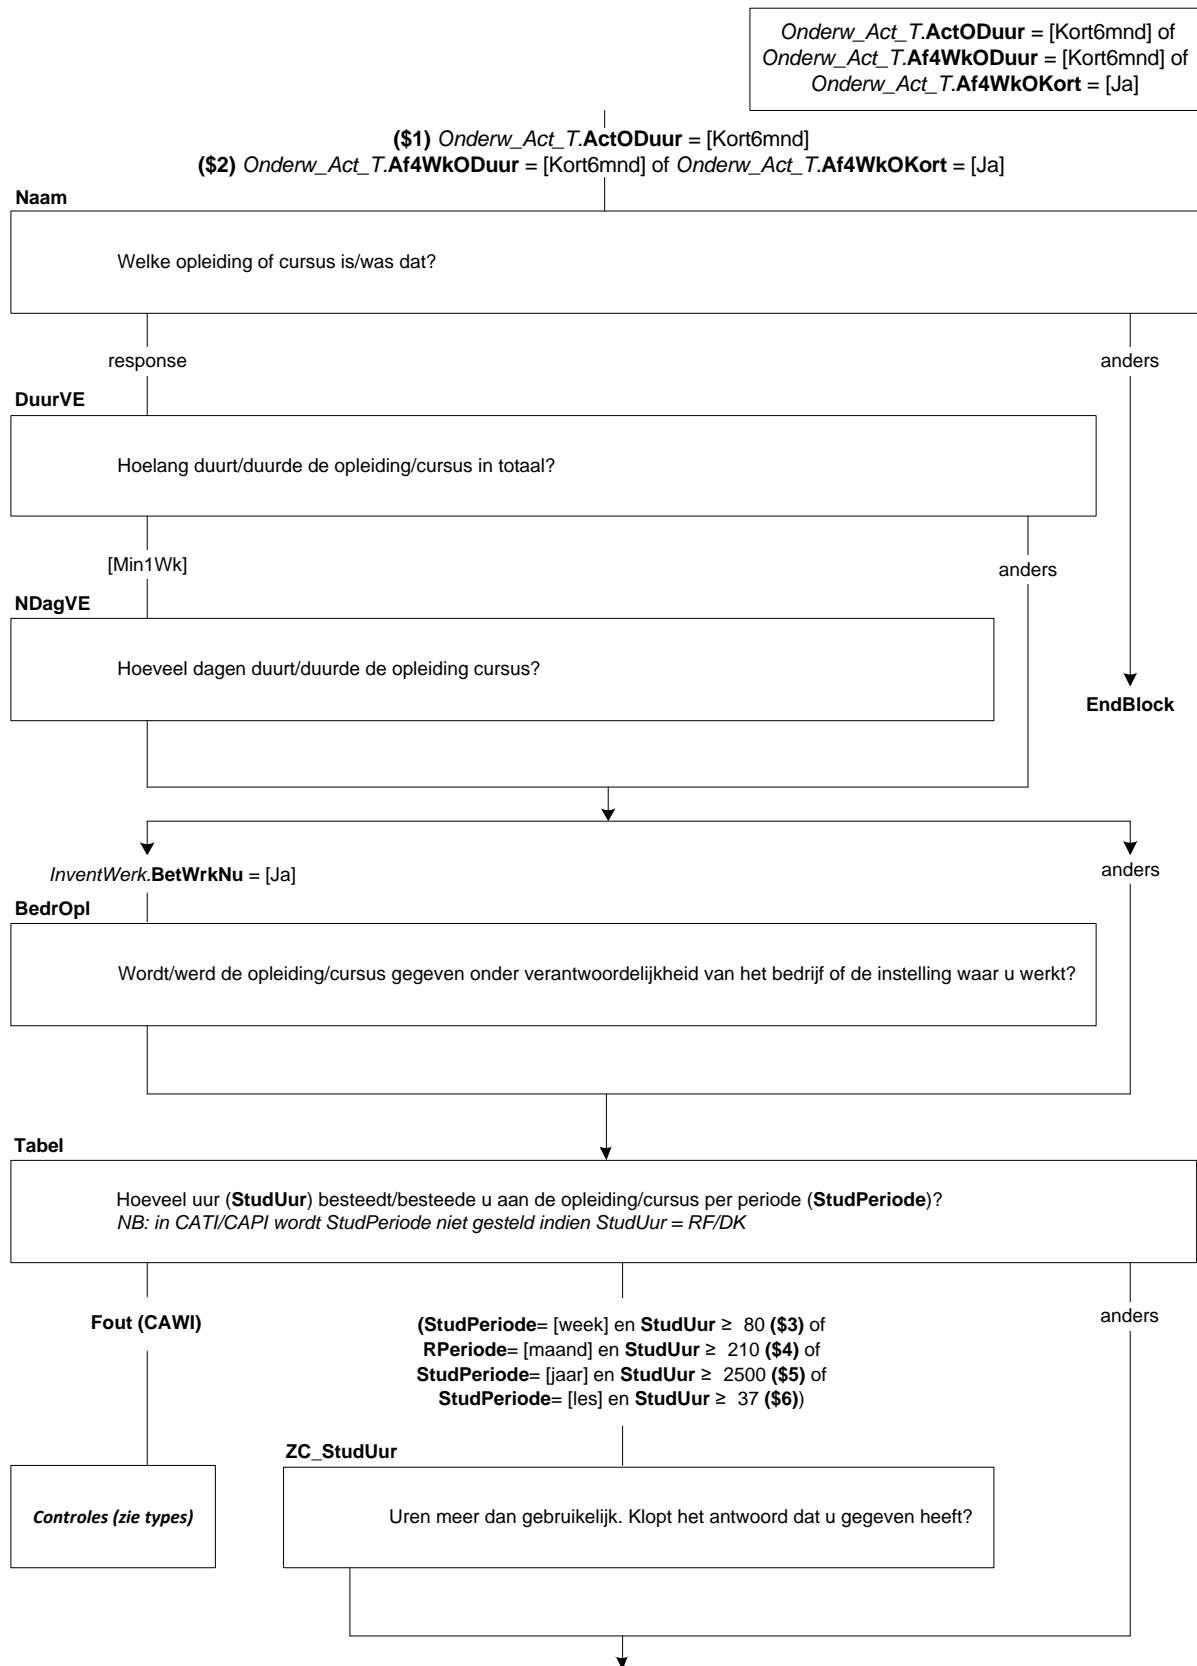 Onderw_Act_T.ActODuur = [Kort6mnd] of
Onderw_Act_T.Af4WkODuur = [Kort6mnd] of
Onderw_Act_T.Af4WkOKort = [Ja]
($1) Onderw_Act_T.ActODuur = [Kort6mnd]
($2) Onderw_Act_T.Af4WkODuur = [Kort6mnd] of Onderw_Act_T.Af4WkOKort = [Ja]
Naam
Welke opleiding of cursus is/was dat?
response
anders
DuurVE
Hoelang duurt/duurde de opleiding/cursus in totaal?
[Min1Wk]
anders
NDagVE
Hoeveel dagen duurt/duurde de opleiding cursus?
EndBlock
InventWerk.BetWrkNu = [Ja]
anders
BedrOpl
Wordt/werd de opleiding/cursus gegeven onder verantwoordelijkheid van het bedrijf of de instelling waar u werkt?
Tabel
Hoeveel uur (StudUur) besteedt/besteede u aan de opleiding/cursus per periode (StudPeriode)?
NB: in CATI/CAPI wordt StudPeriode niet gesteld indien StudUur = RF/DK
Fout (CAWI)
(StudPeriode= [week] en StudUur ≥ 80 ($3) of
RPeriode= [maand] en StudUur ≥ 210 ($4) of
StudPeriode= [jaar] en StudUur ≥ 2500 ($5) of
StudPeriode= [les] en StudUur ≥ 37 ($6))
anders
ZC_StudUur
Controles (zie types)
Uren meer dan gebruikelijk. Klopt het antwoord dat u gegeven heeft?